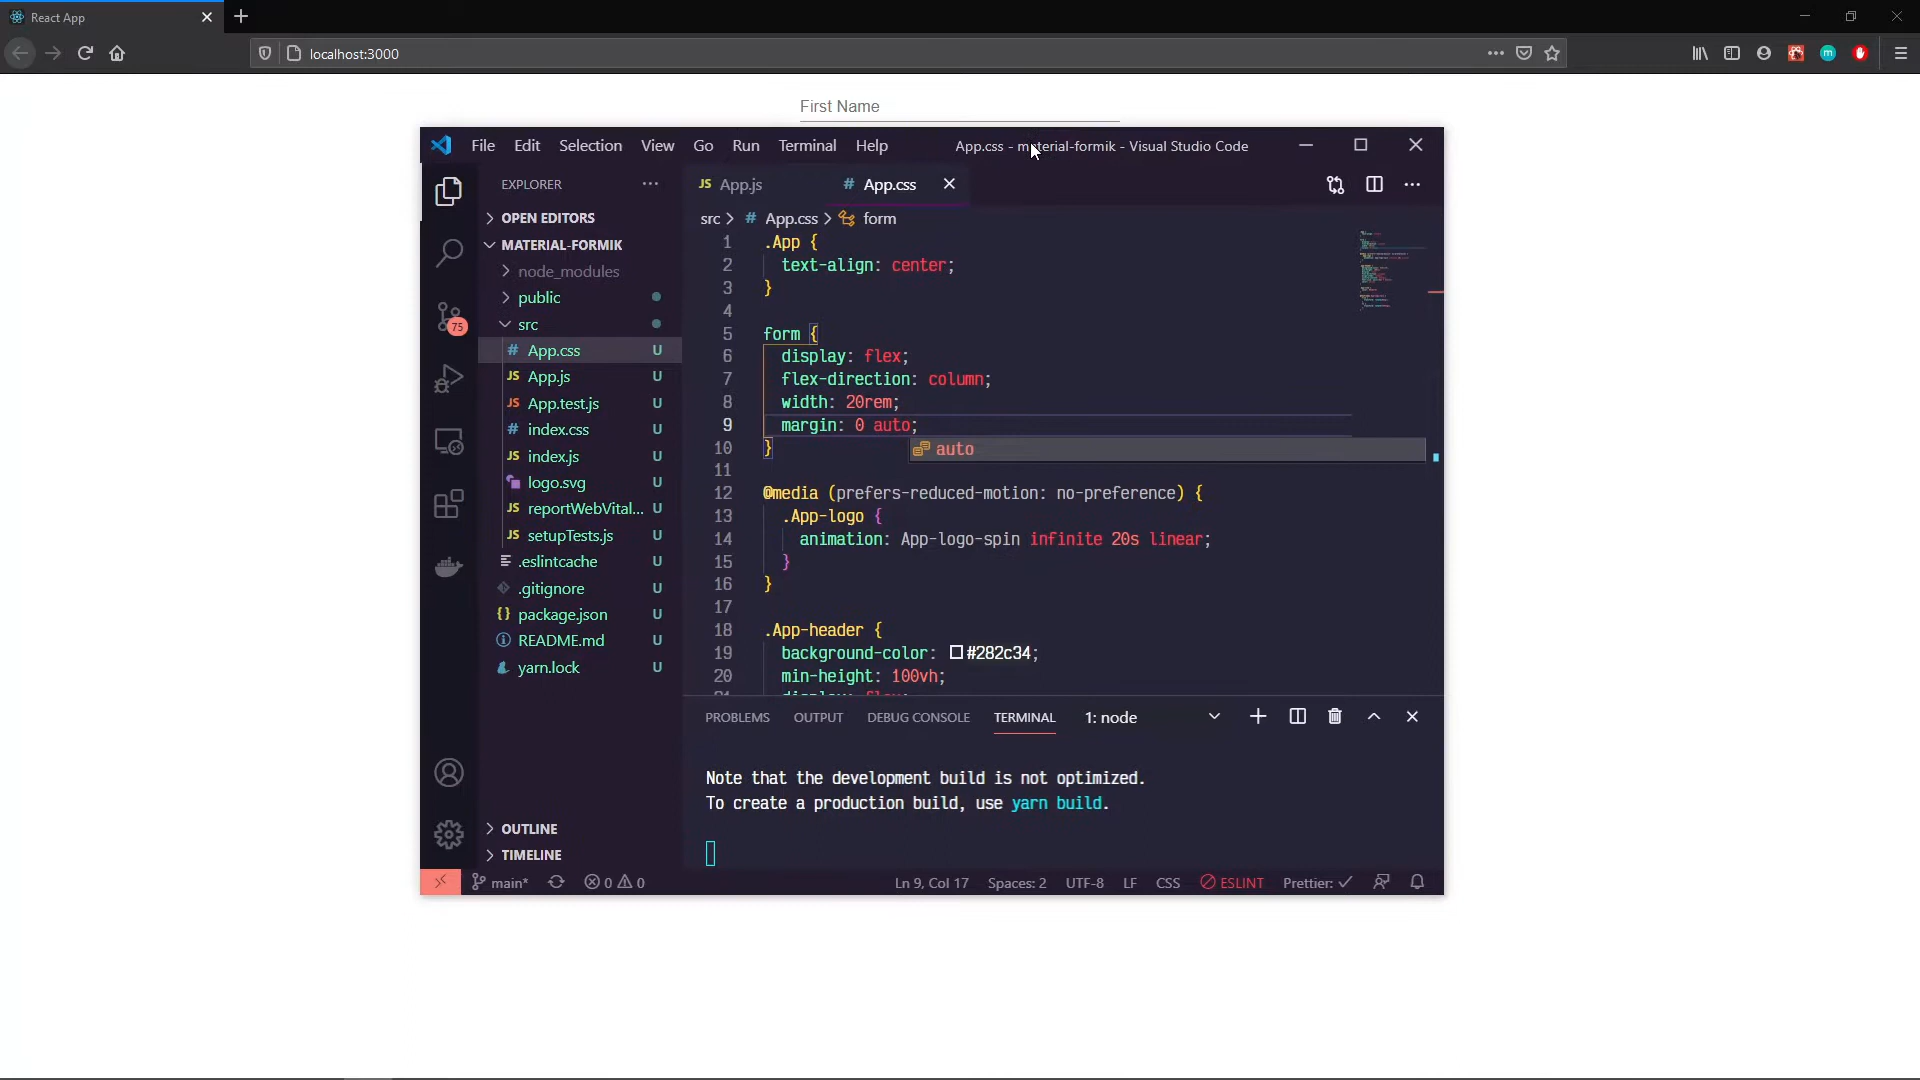 React App
localhost:3000
m
First Name
File Edit Selection View Go Run Terminal Help App.css - material-formik - Visual Studio Code
EXPLORER
JS App.js # App.css
OPEN EDITORS
src > # App.css > form
MATERIAL-FORMIK
node_modules
public
src
# App.css U
JS App.js U
JS App.test.js U
# index.css U
JS index.js U
logo.svg U
JS reportWebVital... U
JS setupTests.js U
.eslintcache U
.gitignore U
{} package.json U
README.md U
yarn.lock U
75
OUTLINE
TIMELINE
1 .App {
2 text-align: center;
3 }
4
5 form {
6 display: flex;
7 flex-direction: column;
8 width: 20rem;
9 margin: 0 auto;
10 }
auto
11
12 @media (prefers-reduced-motion: no-preference) {
13 .App-logo {
14 animation: App-logo-spin infinite 20s linear;
15 }
16 }
17
18 .App-header {
19 background-color: #282c34;
20 min-height: 100vh;
PROBLEMS OUTPUT DEBUG CONSOLE TERMINAL 1: node
Note that the development build is not optimized.
To create a production build, use yarn build.
main* 0 0 Ln 9, Col 17 Spaces: 2 UTF-8 LF CSS ESLINT Prettier: ✓